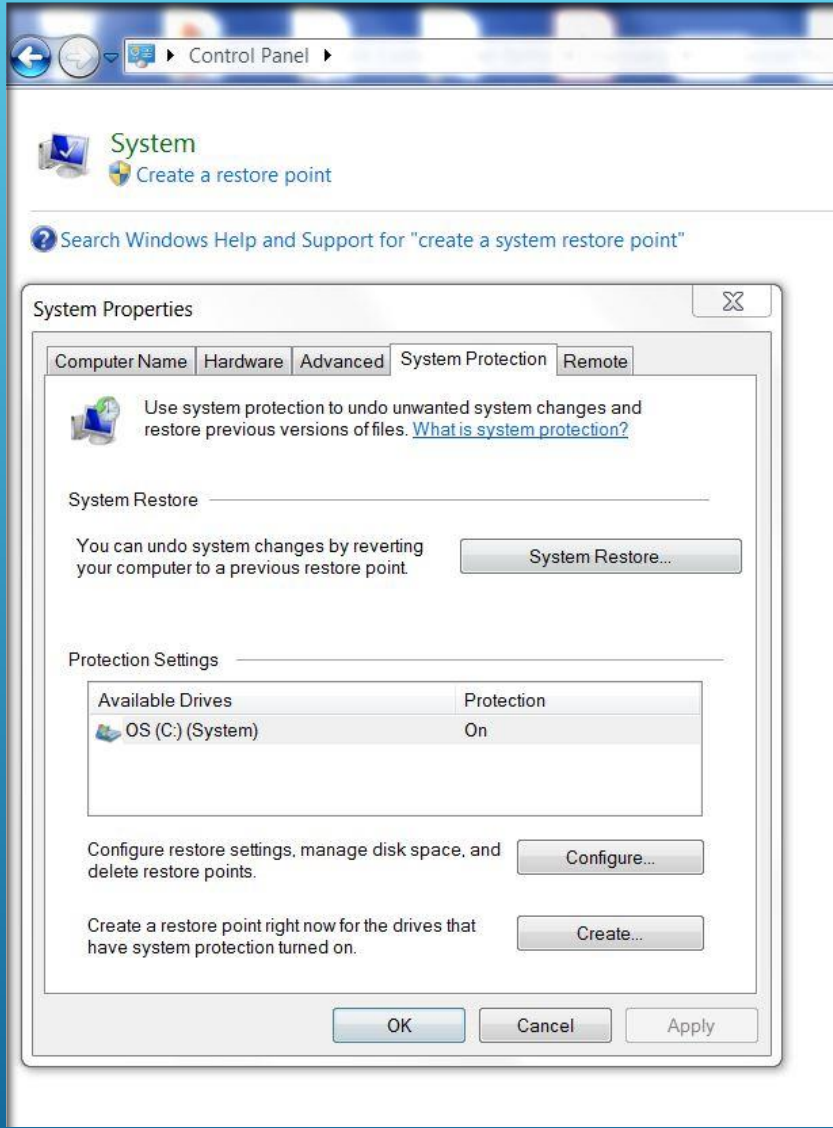 Control Panel
System
Create a restore point
Search Windows Help and Support for "create a system restore point"
System Properties
Computer Name Hardware Advanced System Protection Remote
Use system protection to undo unwanted system changes and
restore previous versions of files. What is system protection?
System Restore
You can undo system changes by reverting
your computer to a previous restore point.
System Restore...
Protection Settings
Available Drives Protection
OS (C:) (System) On
Configure restore settings, manage disk space, and
delete restore points.
Configure...
Create a restore point right now for the drives that
have system protection turned on.
Create...
OK Cancel Apply